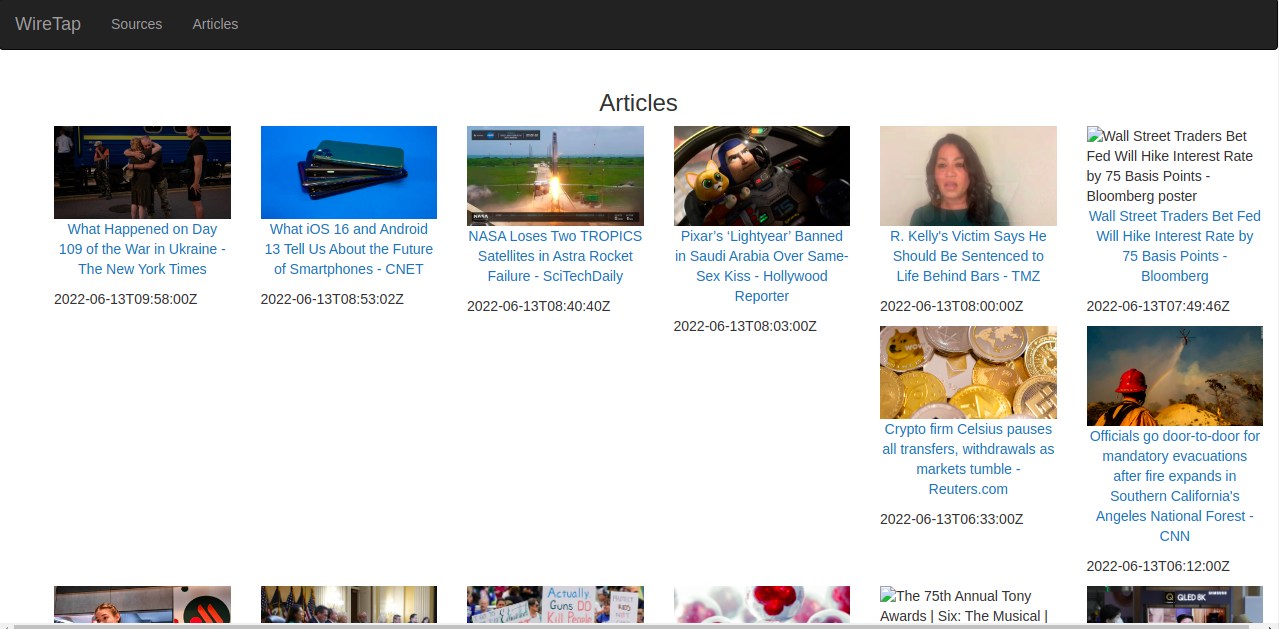 WireTap Sources Articles
Articles
What Happened on Day
109 of the War in Ukraine -
The New York Times
2022-06-13T09:58:00Z
What iOS 16 and Android
13 Tell Us About the Future
of Smartphones - CNET
2022-06-13T08:53:02Z
NASA
NASA Loses Two TROPICS
Satellites in Astra Rocket
Failure - SciTechDaily
2022-06-13T08:40:40Z
Pixar’s ‘Lightyear’ Banned
in Saudi Arabia Over Same-
Sex Kiss - Hollywood
Reporter
2022-06-13T08:03:00Z
R. Kelly's Victim Says He
Should Be Sentenced to
Life Behind Bars - TMZ
2022-06-13T08:00:00Z
Wall Street Traders Bet
Fed Will Hike Interest Rate
by 75 Basis Points -
Bloomberg poster
Wall Street Traders Bet Fed
Will Hike Interest Rate by
75 Basis Points -
Bloomberg
2022-06-13T07:49:46Z
WOW
Crypto firm Celsius pauses
all transfers, withdrawals as
markets tumble -
Reuters.com
2022-06-13T06:33:00Z
Officials go door-to-door for
mandatory evacuations
after fire expands in
Southern California's
Angeles National Forest -
CNN
2022-06-13T06:12:00Z
Actually,
Guns DO
Kill People
The 75th Annual Tony
Awards | Six: The Musical |
QLED 8K